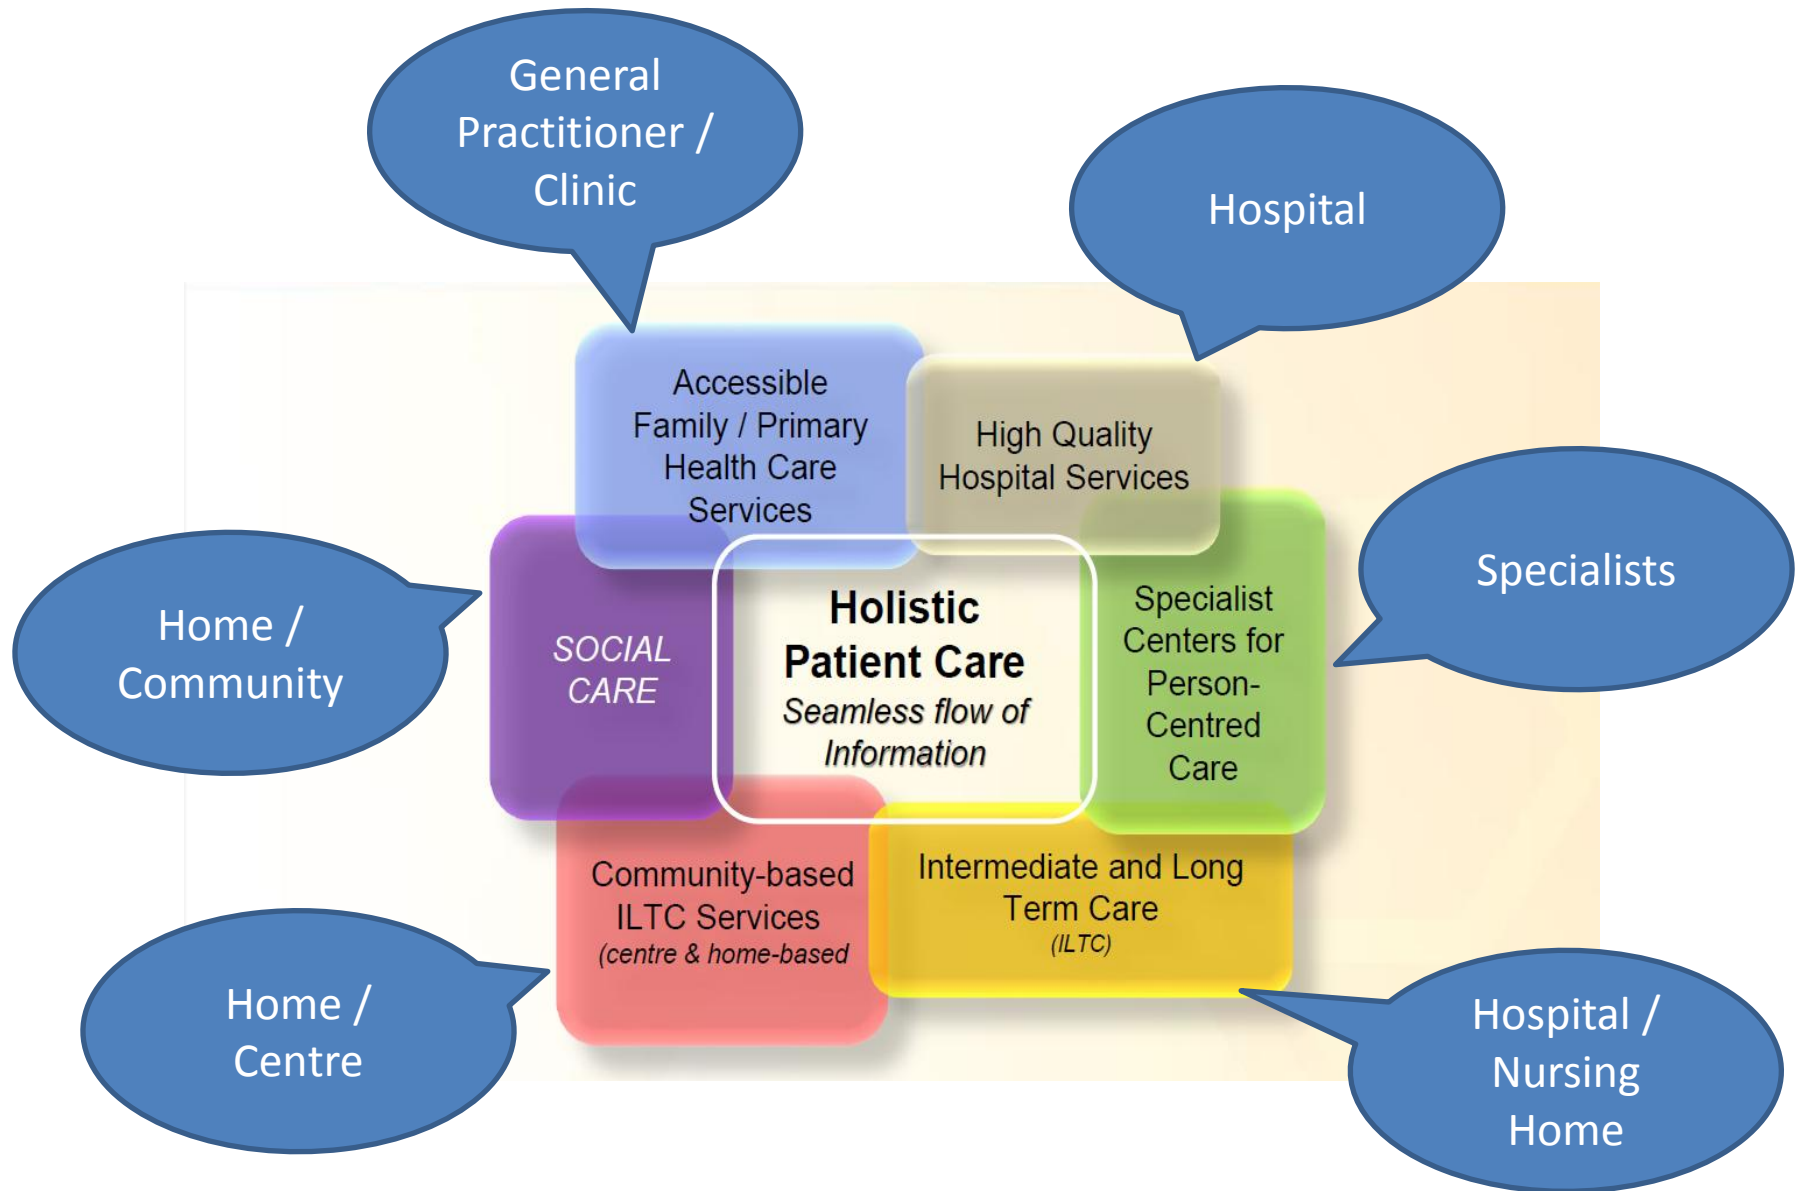 General
Practitioner /
Clinic
Hospital
Accessible
Family / Primary
Health Care
Services
High Quality
Hospital Services
Specialists
Home /
Community
SOCIAL
CARE
Holistic
Patient Care
Seamless flow of
Information
Specialist
Centers for
Person-
Centred
Care
Community-based
ILTC Services
(centre & home-based
Intermediate and Long
Term Care
(ILTC)
Home /
Centre
Hospital /
Nursing
Home